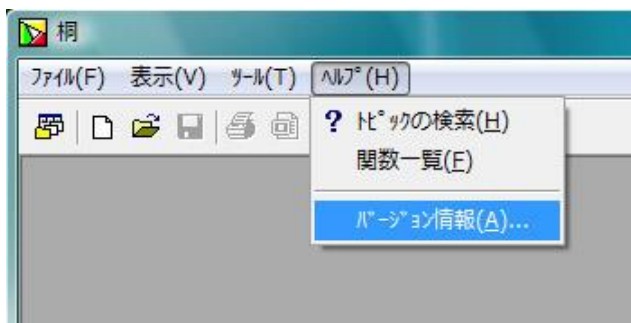 桐
ﾌｧｲﾙ(F) 表示(V) ﾂｰﾙ(T) ﾍﾙﾌﾟ(H)
? ﾄﾋﾟｯｸの検索(H)
関数一覧(F)
ﾊﾞｰｼﾞｮﾝ情報(A)...